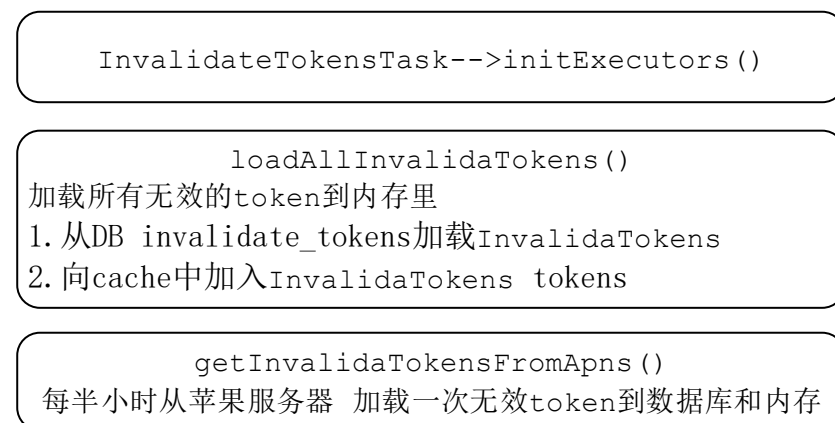 InvalidateTokensTask-->initExecutors()
loadAllInvalidaTokens()
加载所有无效的token到内存里
1.从DB invalidate_tokens加载InvalidaTokens
2.向cache中加入InvalidaTokens tokens
getInvalidaTokensFromApns()
每半小时从苹果服务器 加载一次无效token到数据库和内存